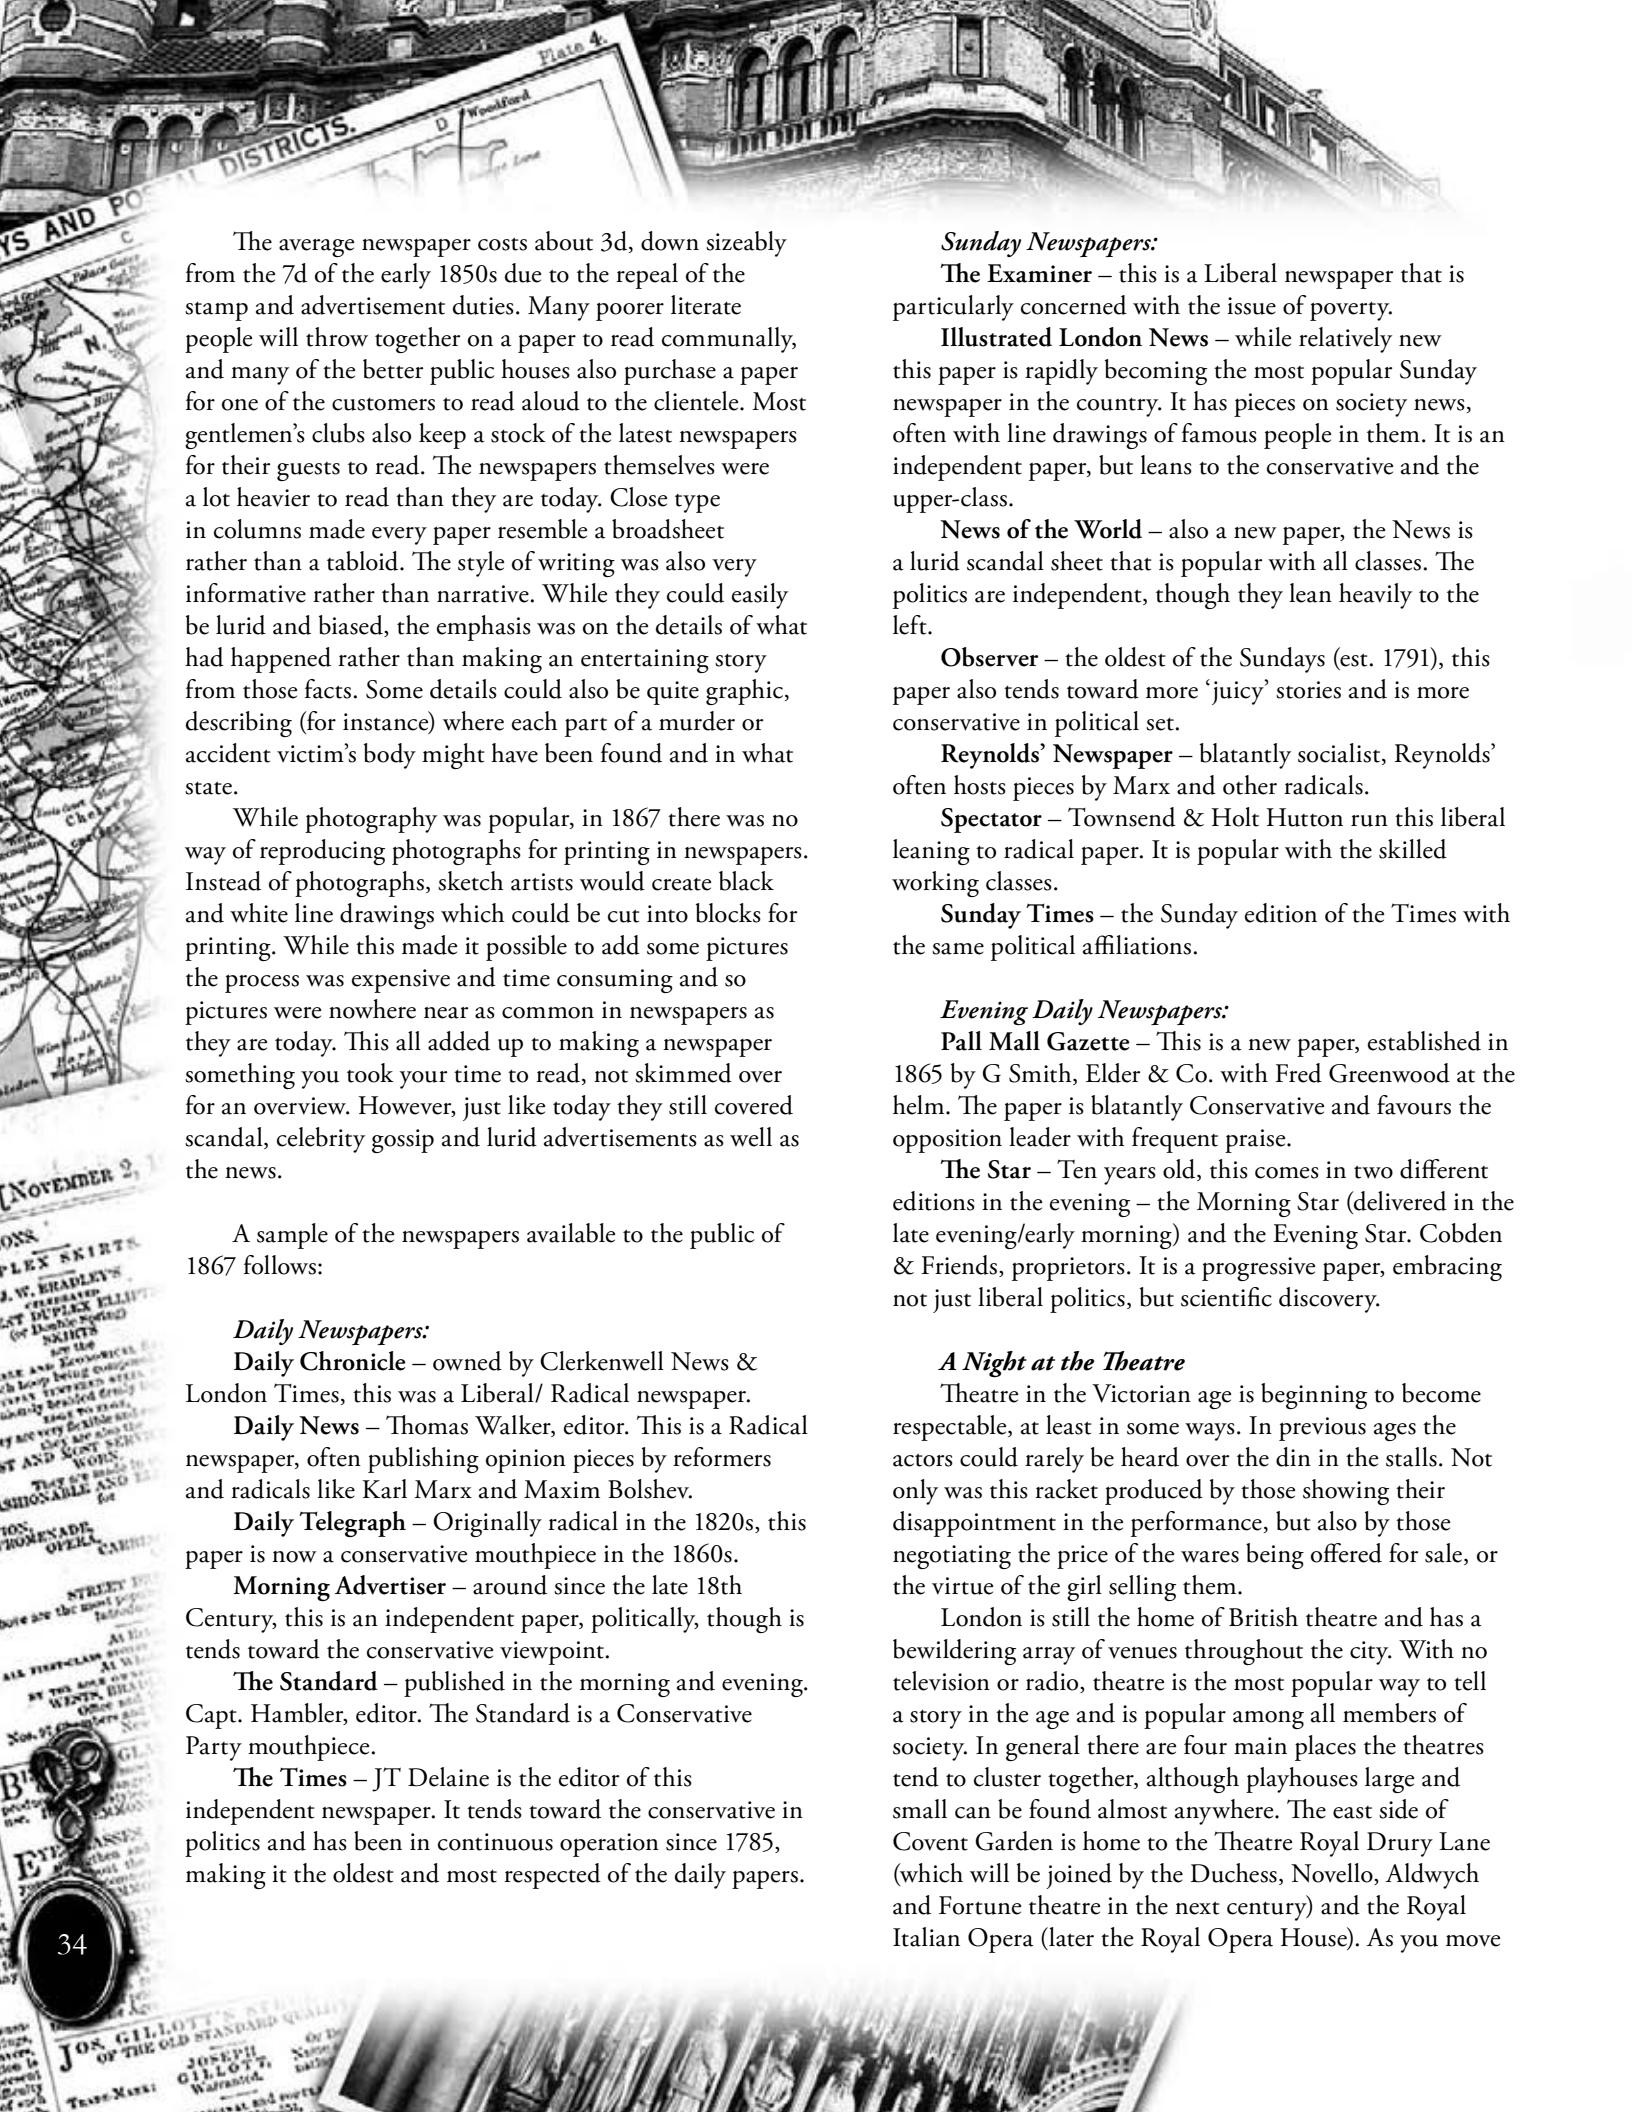 Plate 4.
DISTRICTS.
D
Woodford
YS AND PO
C
N.
The average newspaper costs about 3d, down sizeably
from the 7d of the early 1850s due to the repeal of the
stamp and advertisement duties. Many poorer literate
people will throw together on a paper to read communally,
and many of the better public houses also purchase a paper
for one of the customers to read aloud to the clientele. Most
gentlemen’s clubs also keep a stock of the latest newspapers
for their guests to read. The newspapers themselves were
a lot heavier to read than they are today. Close type
in columns made every paper resemble a broadsheet
rather than a tabloid. The style of writing was also very
informative rather than narrative. While they could easily
be lurid and biased, the emphasis was on the details of what
had happened rather than making an entertaining story
from those facts. Some details could also be quite graphic,
describing (for instance) where each part of a murder or
accident victim’s body might have been found and in what
state.
While photography was popular, in 1867 there was no
way of reproducing photographs for printing in newspapers.
Instead of photographs, sketch artists would create black
and white line drawings which could be cut into blocks for
printing. While this made it possible to add some pictures
the process was expensive and time consuming and so
pictures were nowhere near as common in newspapers as
they are today. This all added up to making a newspaper
something you took your time to read, not skimmed over
for an overview. However, just like today they still covered
scandal, celebrity gossip and lurid advertisements as well as
the news.
A sample of the newspapers available to the public of
1867 follows:
Daily Newspapers:
Daily Chronicle – owned by Clerkenwell News &
London Times, this was a Liberal/ Radical newspaper.
Daily News – Thomas Walker, editor. This is a Radical
newspaper, often publishing opinion pieces by reformers
and radicals like Karl Marx and Maxim Bolshev.
Daily Telegraph – Originally radical in the 1820s, this
paper is now a conservative mouthpiece in the 1860s.
Morning Advertiser – around since the late 18th
Century, this is an independent paper, politically, though is
tends toward the conservative viewpoint.
The Standard – published in the morning and evening.
Capt. Hambler, editor. The Standard is a Conservative
Party mouthpiece.
The Times – JT Delaine is the editor of this
independent newspaper. It tends toward the conservative in
politics and has been in continuous operation since 1785,
making it the oldest and most respected of the daily papers.
Sunday Newspapers:
The Examiner – this is a Liberal newspaper that is
particularly concerned with the issue of poverty.
Illustrated London News – while relatively new
this paper is rapidly becoming the most popular Sunday
newspaper in the country. It has pieces on society news,
often with line drawings of famous people in them. It is an
independent paper, but leans to the conservative and the
upper-class.
News of the World – also a new paper, the News is
a lurid scandal sheet that is popular with all classes. The
politics are independent, though they lean heavily to the
left.
Observer – the oldest of the Sundays (est. 1791), this
paper also tends toward more ‘juicy’ stories and is more
conservative in political set.
Reynolds’ Newspaper – blatantly socialist, Reynolds’
often hosts pieces by Marx and other radicals.
Spectator – Townsend & Holt Hutton run this liberal
leaning to radical paper. It is popular with the skilled
working classes.
Sunday Times – the Sunday edition of the Times with
the same political affiliations.
Evening Daily Newspapers:
Pall Mall Gazette – This is a new paper, established in
1865 by G Smith, Elder & Co. with Fred Greenwood at the
helm. The paper is blatantly Conservative and favours the
opposition leader with frequent praise.
The Star – Ten years old, this comes in two different
editions in the evening – the Morning Star (delivered in the
late evening/early morning) and the Evening Star. Cobden
& Friends, proprietors. It is a progressive paper, embracing
not just liberal politics, but scientific discovery.
A Night at the Theatre
Theatre in the Victorian age is beginning to become
respectable, at least in some ways. In previous ages the
actors could rarely be heard over the din in the stalls. Not
only was this racket produced by those showing their
disappointment in the performance, but also by those
negotiating the price of the wares being offered for sale, or
the virtue of the girl selling them.
London is still the home of British theatre and has a
bewildering array of venues throughout the city. With no
television or radio, theatre is the most popular way to tell
a story in the age and is popular among all members of
society. In general there are four main places the theatres
tend to cluster together, although playhouses large and
small can be found almost anywhere. The east side of
Covent Garden is home to the Theatre Royal Drury Lane
(which will be joined by the Duchess, Novello, Aldwych
and Fortune theatre in the next century) and the Royal
Italian Opera (later the Royal Opera House). As you move
[NOVEMBER 2,
PLEX SKIRTS
J. W. BRADLEY'S
SKIRTS
34
JOS. GILLOTT'S
OF THE OLD STANDARD
JOSEPH
GILLOTT,
Warranted.
TRADE MARK: